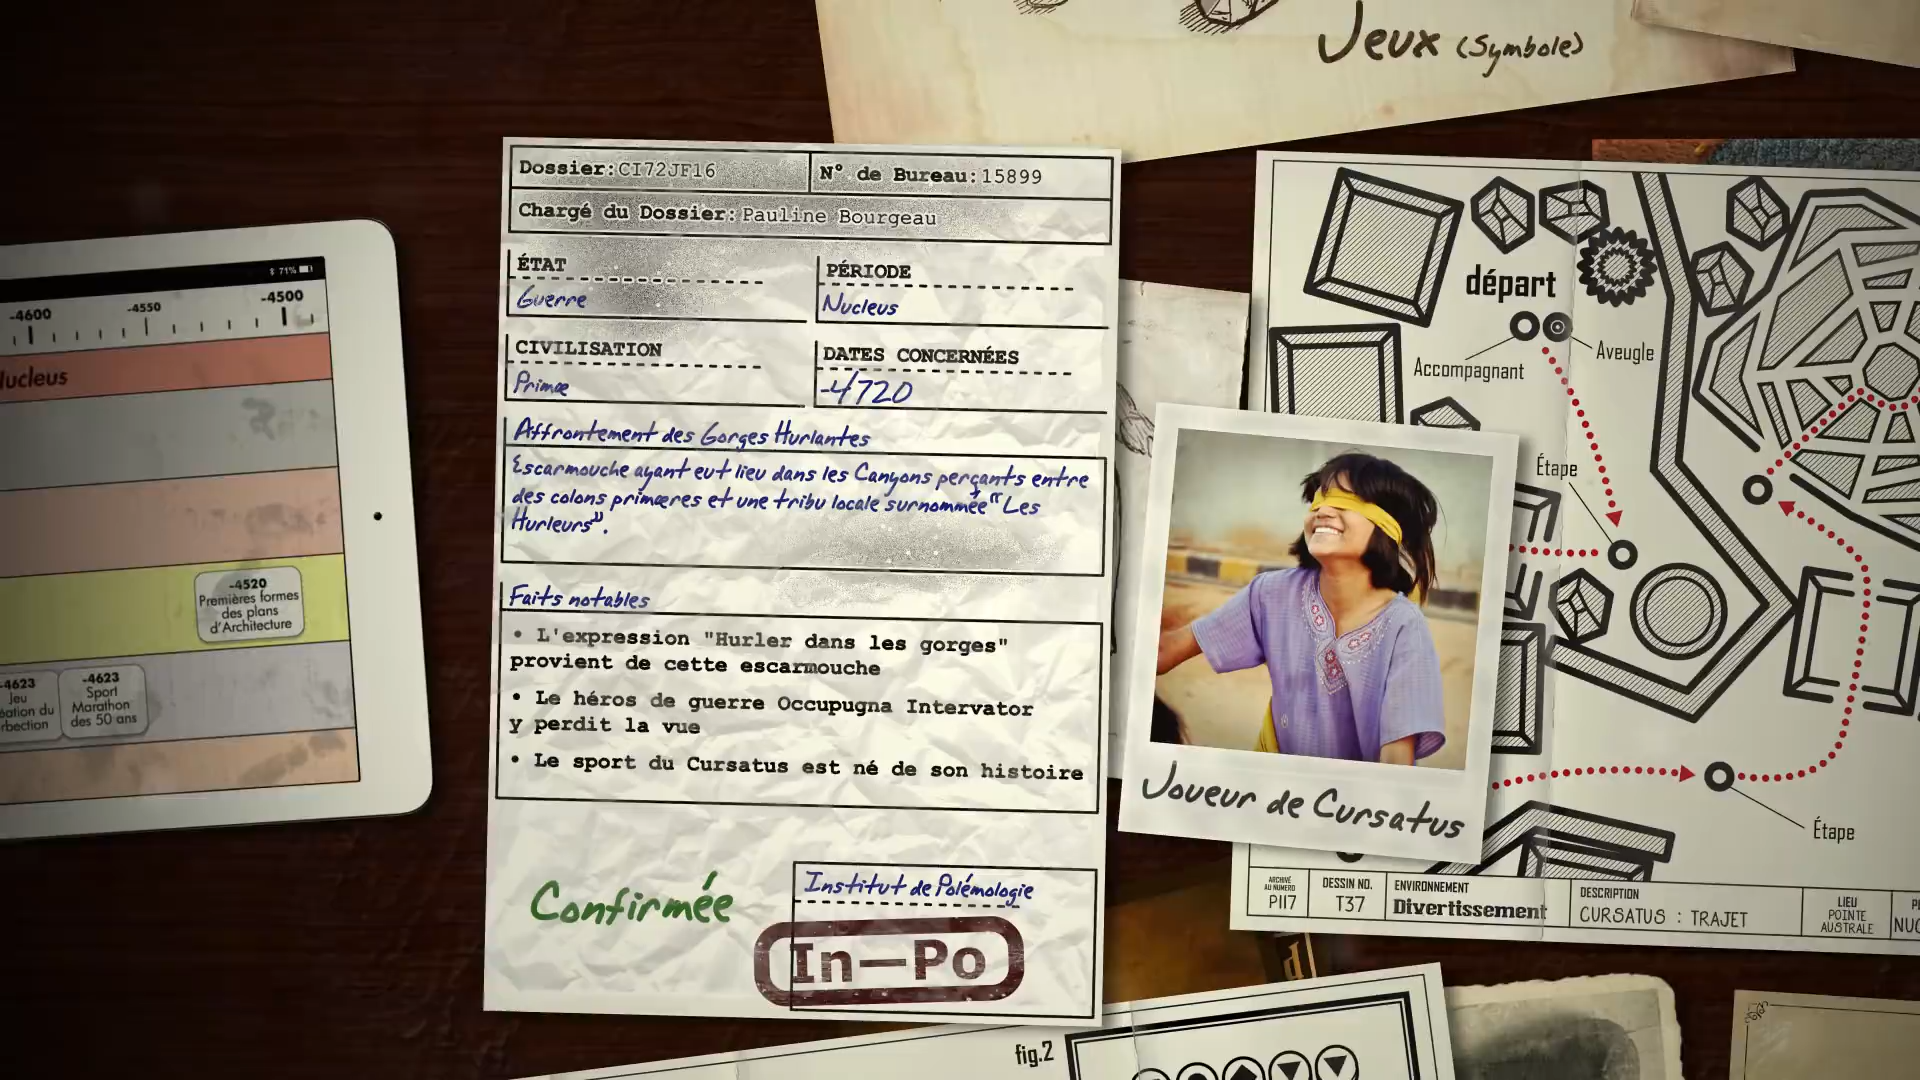 Jeux (Symbole)
Dossier:CI72JF16
N° de Bureau:15899
Chargé du Dossier:Pauline Bourgeau
ÉTAT
Guerre
PÉRIODE
Nucleus
CIVILISATION
Primæ
DATES CONCERNÉES
-4720
Affrontement des Gorges Hurlantes
Escarmouche ayant eut lieu dans les Canyons perçants entre
des colons primæres et une tribu locale surnommée "Les
Hurleurs".
Faits notables
• L'expression "Hurler dans les gorges"
provient de cette escarmouche
• Le héros de guerre Occupugna Intervator
y perdit la vue
• Le sport du Cursatus est né de son histoire
Confirmée
Institut de Polémologie
In—Po
71%
-4600
-4550
-4500
-4520
Premières formes
des plans
d'Architecture
-4623
Jeu
-4623
Sport
Marathon
des 50 ans
départ
Accompagnant
Aveugle
Étape
Étape
Joueur de Cursatus
ARCHIVÉ
AU NUMERO
P117
DESSIN NO.
T37
ENVIRONNEMENT
Divertissement
DESCRIPTION
CURSATUS : TRAJET
LIEU
POINTE
AUSTRALE
fig.2